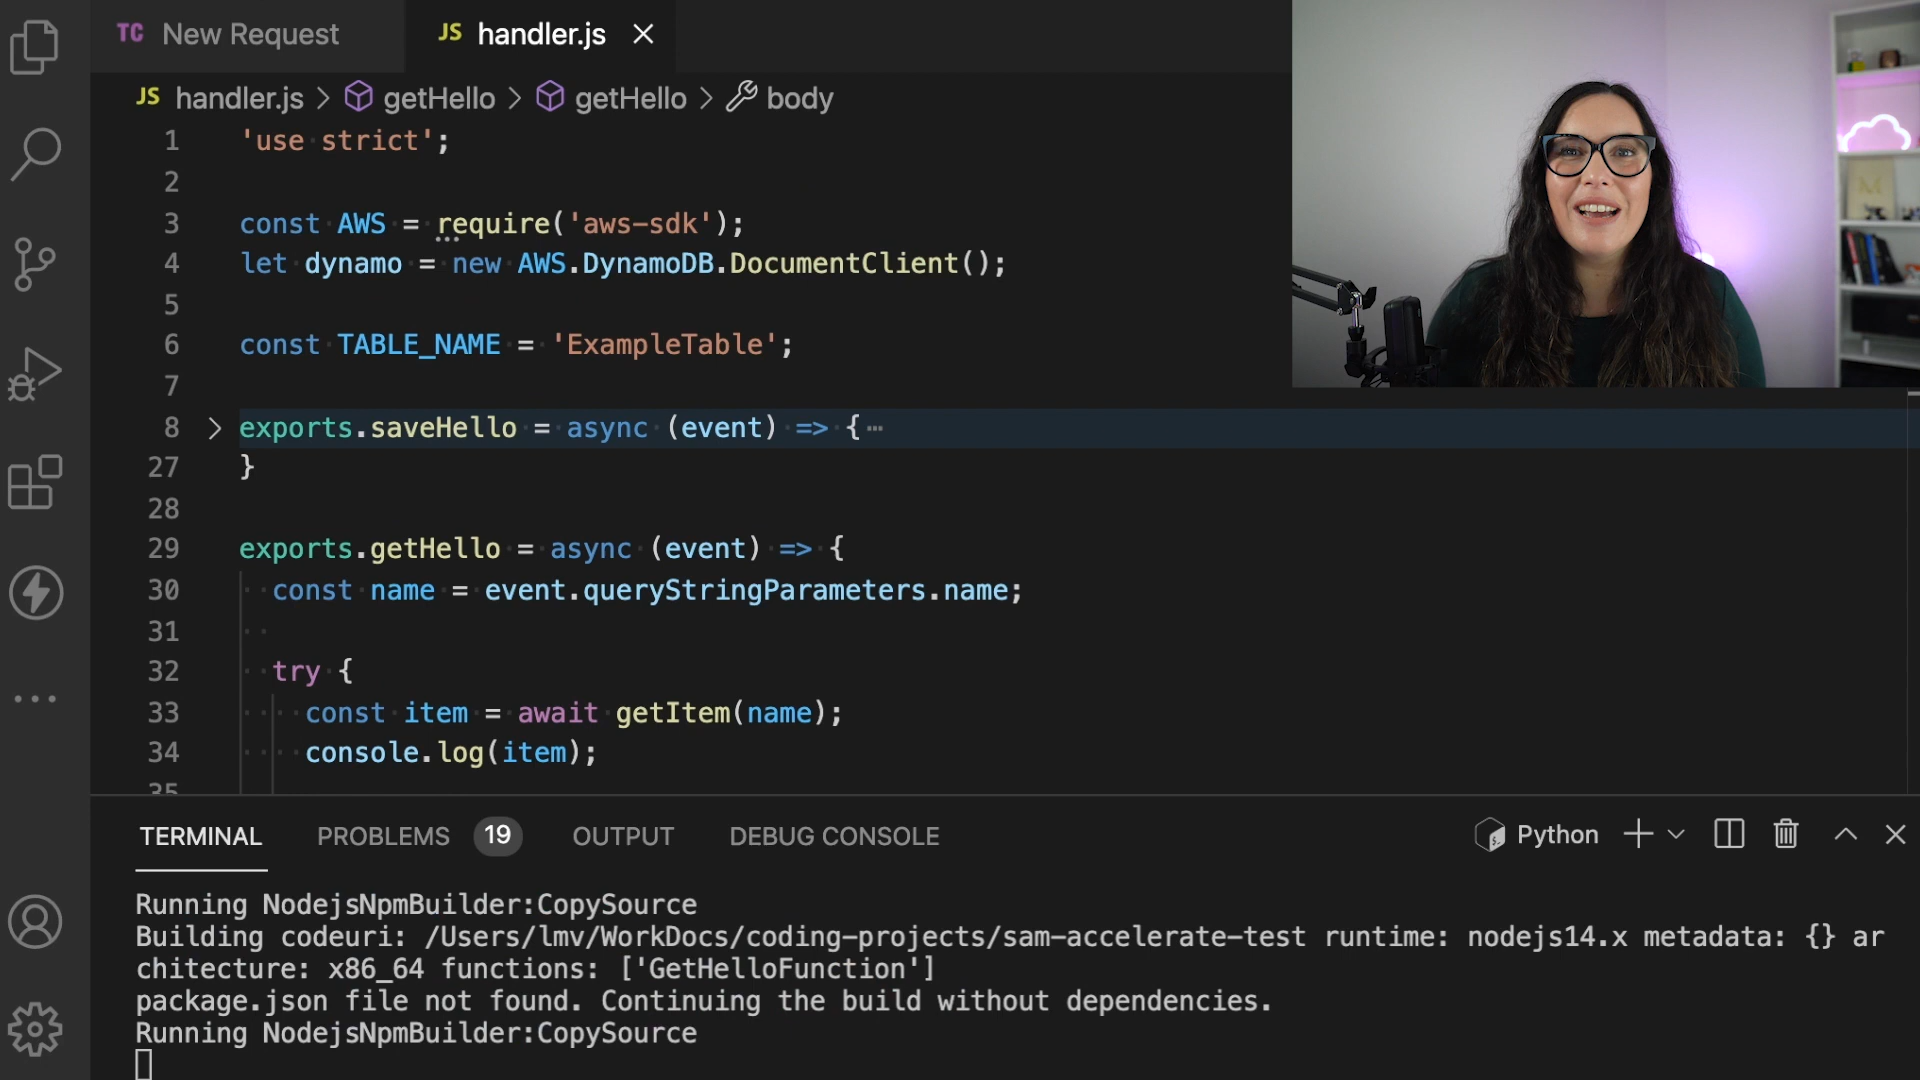 TC New Request JS handler.js
JS handler.js > getHello > getHello > body
1 'use strict';
2
3 const AWS = require('aws-sdk');
4 let dynamo = new AWS.DynamoDB.DocumentClient();
5
6 const TABLE_NAME = 'ExampleTable';
7
8 exports.saveHello = async (event) => { …
27 }
28
29 exports.getHello = async (event) => {
30 const name = event.queryStringParameters.name;
31
32 try {
33 const item = await getItem(name);
34 console.log(item);
35
TERMINAL PROBLEMS 19 OUTPUT DEBUG CONSOLE Python
Running NodejsNpmBuilder:CopySource
Building codeuri: /Users/lmv/WorkDocs/coding-projects/sam-accelerate-test runtime: nodejs14.x metadata: {} ar
chitecture: x86_64 functions: ['GetHelloFunction']
package.json file not found. Continuing the build without dependencies.
Running NodejsNpmBuilder:CopySource